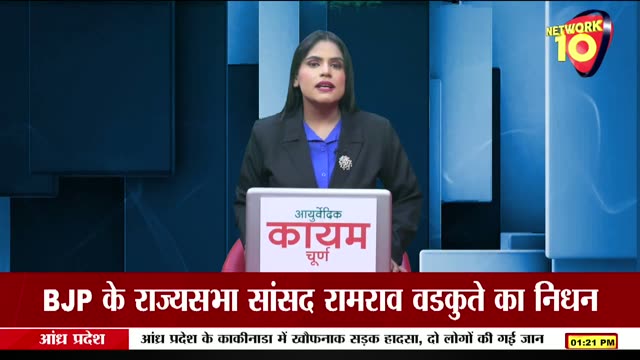 NETWORK
10
आयुर्वेदिक
कायम
चूर्ण
BJP के राज्यसभा सांसद रामराव वडकुते का निधन
आंध्र प्रदेश
आंध्र प्रदेश के काकीनाडा में खौफनाक सड़क हादसा, दो लोगों की गई जान
01:21 PM